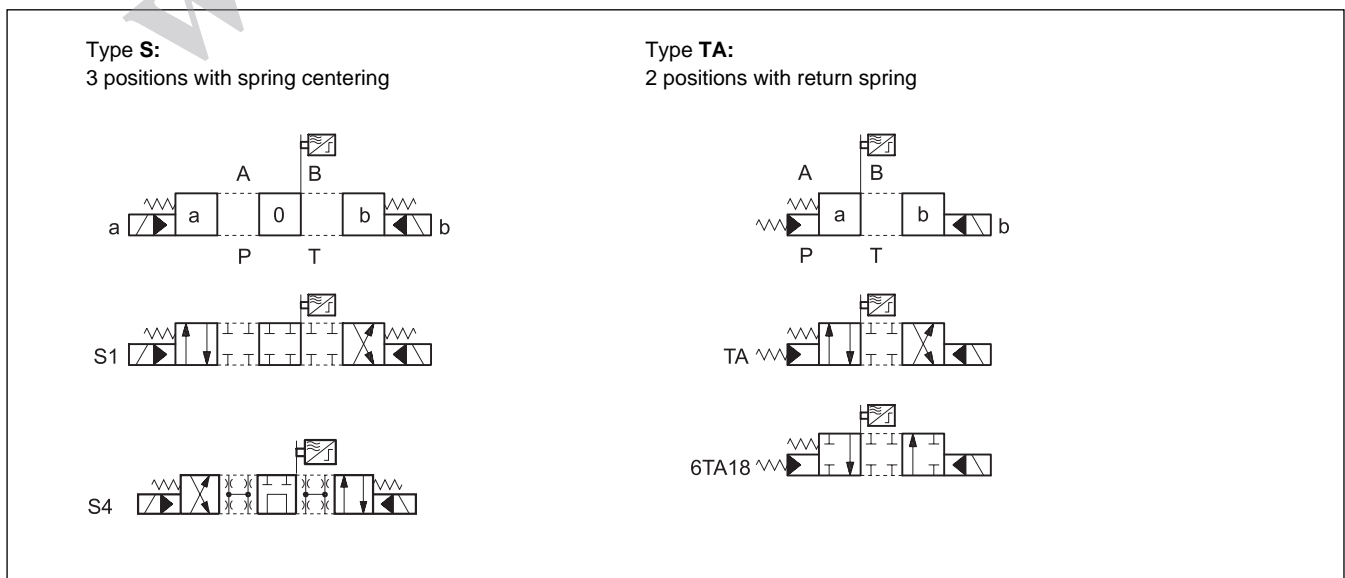 Type S:
3 positions with spring centering
A B
a a 0 b b
P T
S1
S4
Type TA:
2 positions with return spring
A B
a b b
P T
TA
6TA18